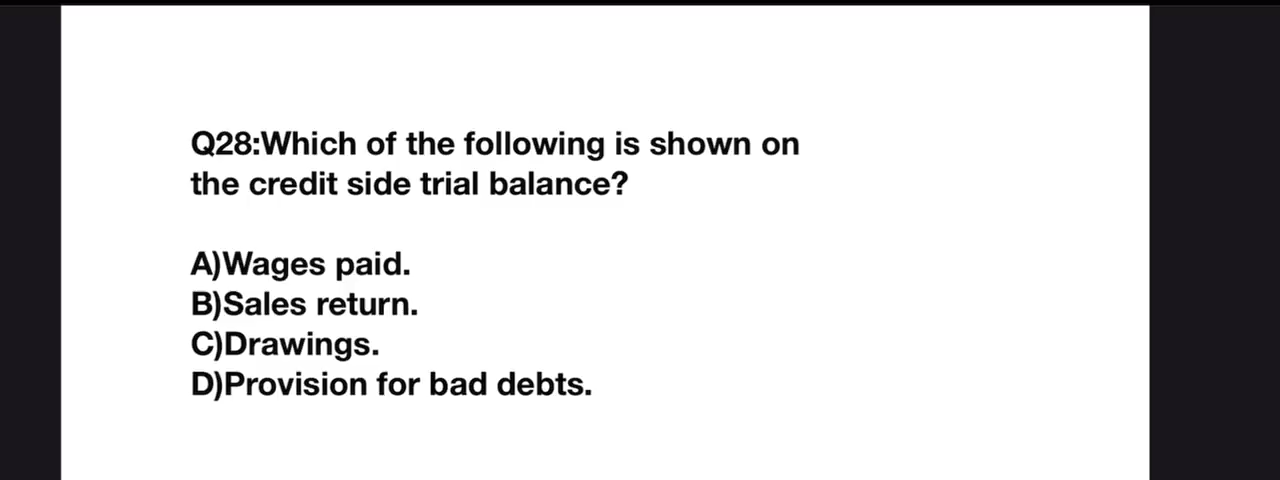 Q28:Which of the following is shown on
the credit side trial balance?
A)Wages paid.
B)Sales return.
C)Drawings.
D)Provision for bad debts.